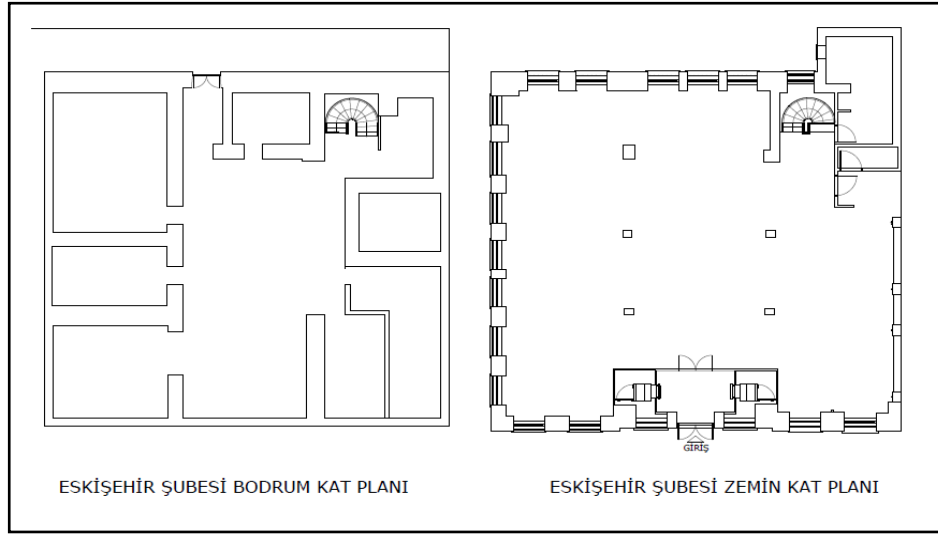 GİRİŞ
ESKİŞEHİR ŞUBESİ BODRUM KAT PLANI
ESKİŞEHİR ŞUBESİ ZEMİN KAT PLANI